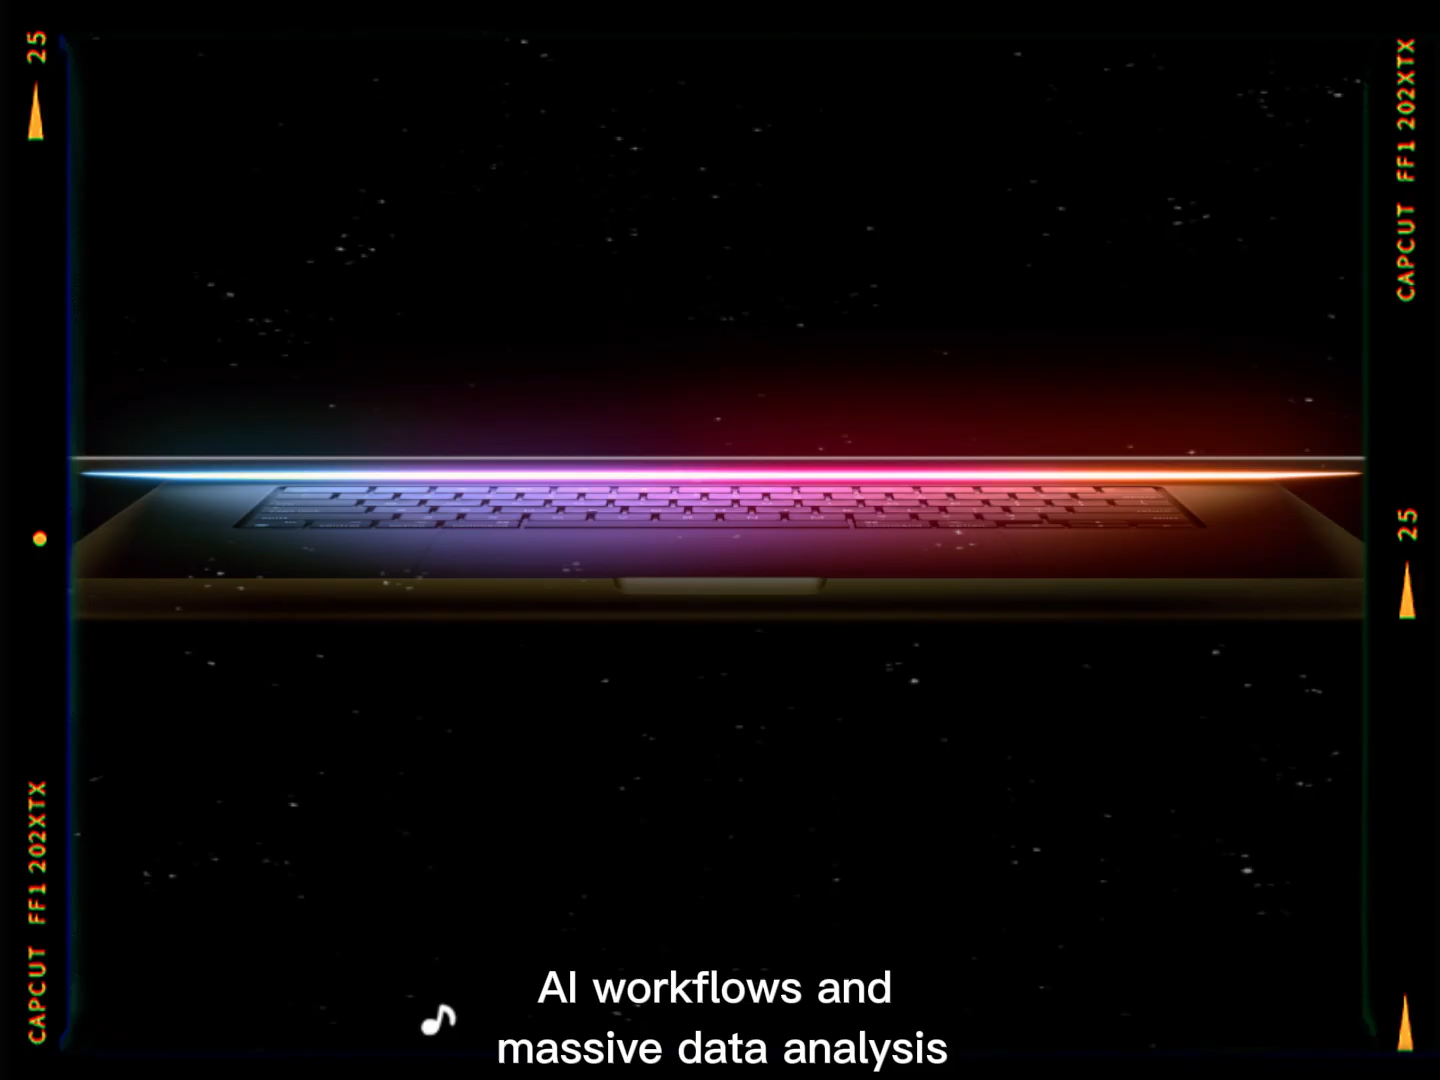 25
CAPCUT FF1 202XTX
CAPCUT FF1 202XTX
25
AI workflows and
massive data analysis